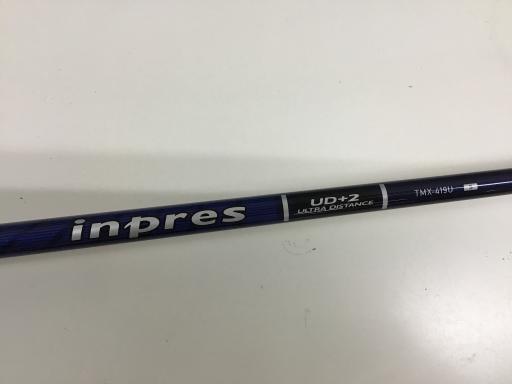 inpres
UD+2
ULTRA DISTANCE
TMX-419U